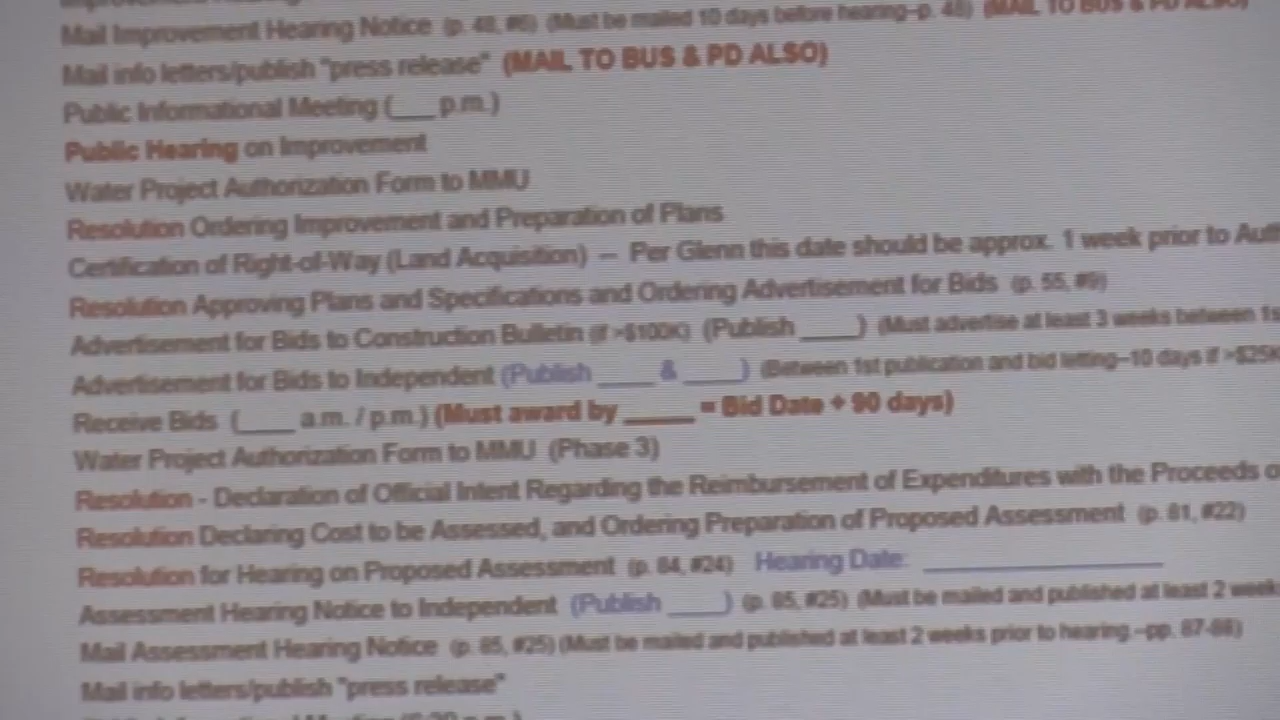 Mail Improvement Hearing Notice (p. 48, #6) (Must be mailed 10 days before hearing--p. 48) (MAIL TO BUS & PD ALSO)
Mail info letters/publish "press release" (MAIL TO BUS & PD ALSO)
Public Informational Meeting (___ p.m.)
Public Hearing on Improvement
Water Project Authorization Form to MMU
Resolution Ordering Improvement and Preparation of Plans
Certification of Right-of-Way (Land Acquisition) – Per Glenn this date should be approx. 1 week prior to
Resolution Approving Plans and Specifications and Ordering Advertisement for Bids (p. 55, #9)
Advertisement for Bids to Construction Bulletin (if >$100K) (Publish ____) (Must advertise at least 3 weeks between
Advertisement for Bids to Independent (Publish ____ & ____) (Between 1st publication and bid letting--10 days if >$25K
Receive Bids (____ a.m. / p.m.) (Must award by _____ = Bid Date + 90 days)
Water Project Authorization Form to MMU (Phase 3)
Resolution - Declaration of Official Intent Regarding the Reimbursement of Expenditures with the Proceeds
Resolution Declaring Cost to be Assessed, and Ordering Preparation of Proposed Assessment (p. 81, #22)
Resolution for Hearing on Proposed Assessment (p. 84, #24) Hearing Date: ____________________
Assessment Hearing Notice to Independent (Publish ____) (p. 85, #25) (Must be mailed and published at least 2
Mail Assessment Hearing Notice (p. 85, #25) (Must be mailed and published at least 2 weeks prior to hearing.--pp. 87-88)
Mail info letters/publish "press release"